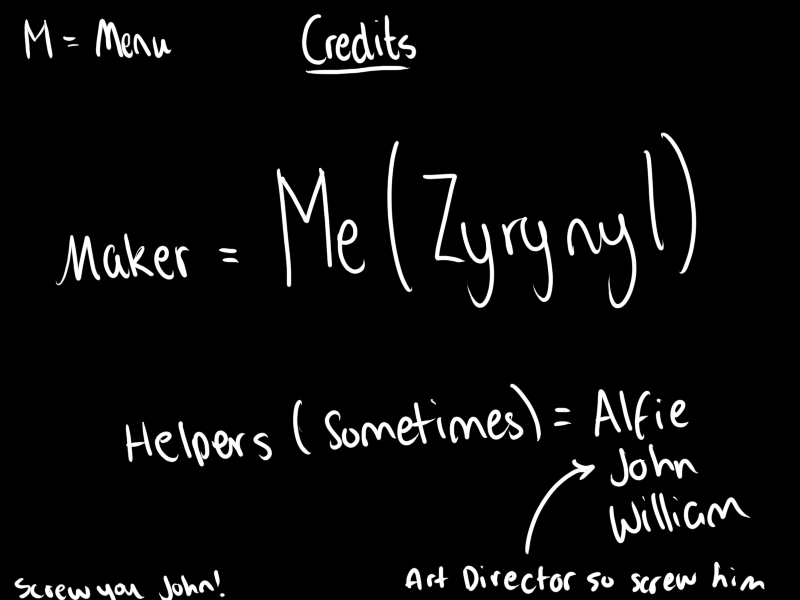 M = Menu
Credits
Maker = Me (Zyrynyl)
Helpers (Sometimes) = Alfie
John
William
Art Director so screw him
Screw you John!